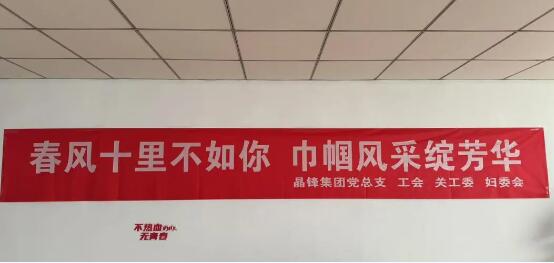 春风十里不如你 巾帼风采绽芳华
晶锋集团党总支 工会 关工委 妇委会
不热血
无青春